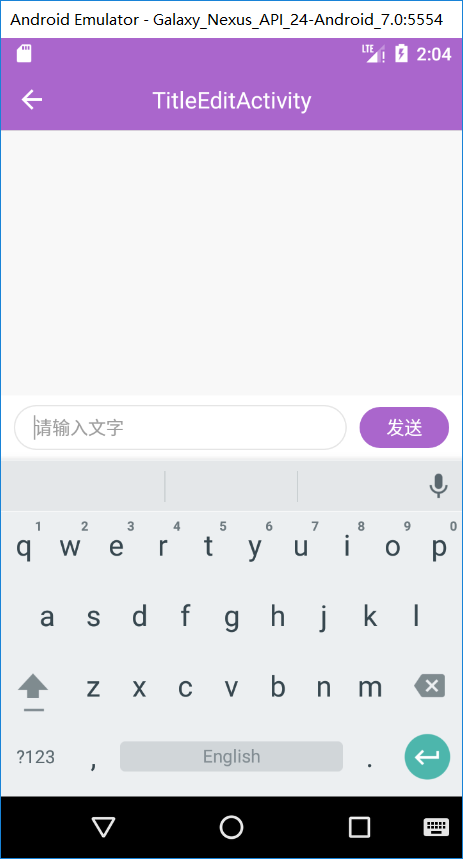 Android Emulator - Galaxy_Nexus_API_24-Android_7.0:5554
LTE 2:04
TitleEditActivity
请输入文字 发送
1 2 3 4 5 6 7 8 9 0
q w e r t y u i o p
a s d f g h j k l
z x c v b n m
?123 , English .